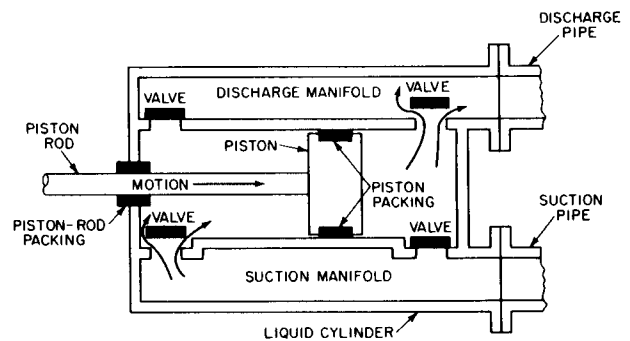 DISCHARGE
PIPE
VALVE
DISCHARGE MANIFOLD
VALVE
PISTON
ROD
PISTON
MOTION
PISTON
PACKING
PISTON-ROD
PACKING
VALVE
VALVE
SUCTION
PIPE
SUCTION MANIFOLD
LIQUID CYLINDER